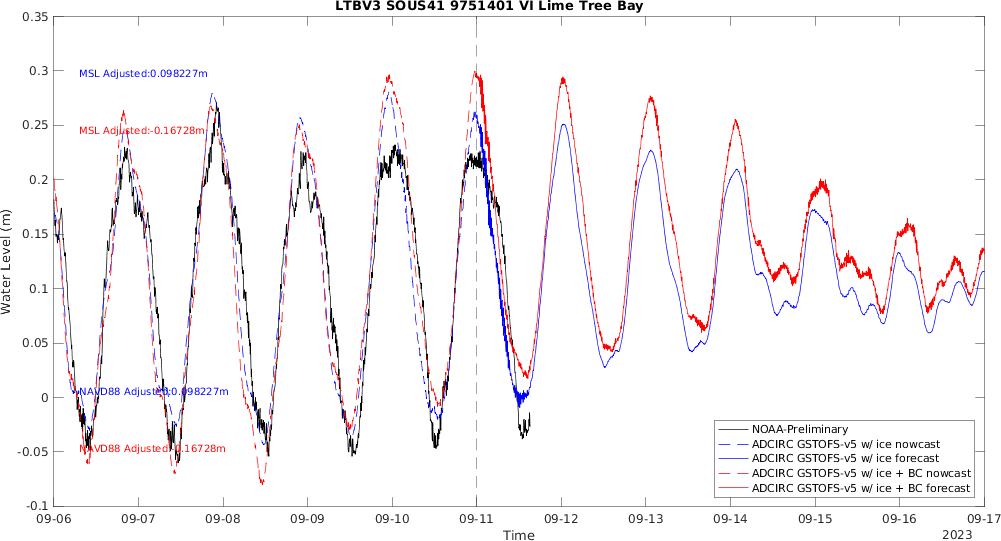 LTBV3 SOUS41 9751401 VI Lime Tree Bay
0.35
0.3
0.25
0.2
0.15
0.1
0.05
0
-0.05
-0.1
Water Level (m)
MSL Adjusted:0.098227m
MSL Adjusted:-0.16728m
NAVD88 Adjusted:0.098227m
NAVD88 Adjusted:-0.16728m
NOAA-Preliminary
ADCIRC GSTOFS-v5 w/ ice nowcast
ADCIRC GSTOFS-v5 w/ ice forecast
ADCIRC GSTOFS-v5 w/ ice + BC nowcast
ADCIRC GSTOFS-v5 w/ ice + BC forecast
09-06 09-07 09-08 09-09 09-10 09-11 09-12 09-13 09-14 09-15 09-16 09-17
Time
2023